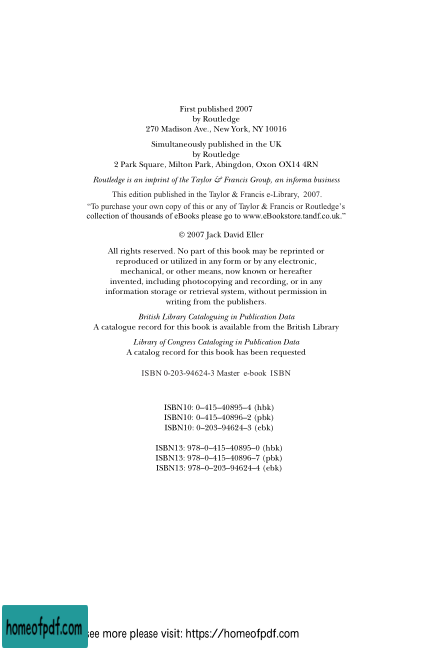 First published 2007
by Routledge
270 Madison Ave., New York, NY 10016
Simultaneously published in the UK
by Routledge
2 Park Square, Milton Park, Abingdon, Oxon OX14 4RN
Routledge is an imprint of the Taylor & Francis Group, an informa business
This edition published in the Taylor & Francis e-Library, 2007.
“To purchase your own copy of this or any of Taylor & Francis or Routledge’s
collection of thousands of eBooks please go to www.eBookstore.tandf.co.uk.”
© 2007 Jack David Eller
All rights reserved. No part of this book may be reprinted or
reproduced or utilized in any form or by any electronic,
mechanical, or other means, now known or hereafter
invented, including photocopying and recording, or in any
information storage or retrieval system, without permission in
writing from the publishers.
British Library Cataloguing in Publication Data
A catalogue record for this book is available from the British Library
Library of Congress Cataloging in Publication Data
A catalog record for this book has been requested
ISBN 0-203-94624-3 Master e-book ISBN
ISBN10: 0–415–40895–4 (hbk)
ISBN10: 0–415–40896–2 (pbk)
ISBN10: 0–203–94624–3 (ebk)
ISBN13: 978–0–415–40895–0 (hbk)
ISBN13: 978–0–415–40896–7 (pbk)
ISBN13: 978–0–203–94624–4 (ebk)
homeofpdf.com see more please visit: https://homeofpdf.com